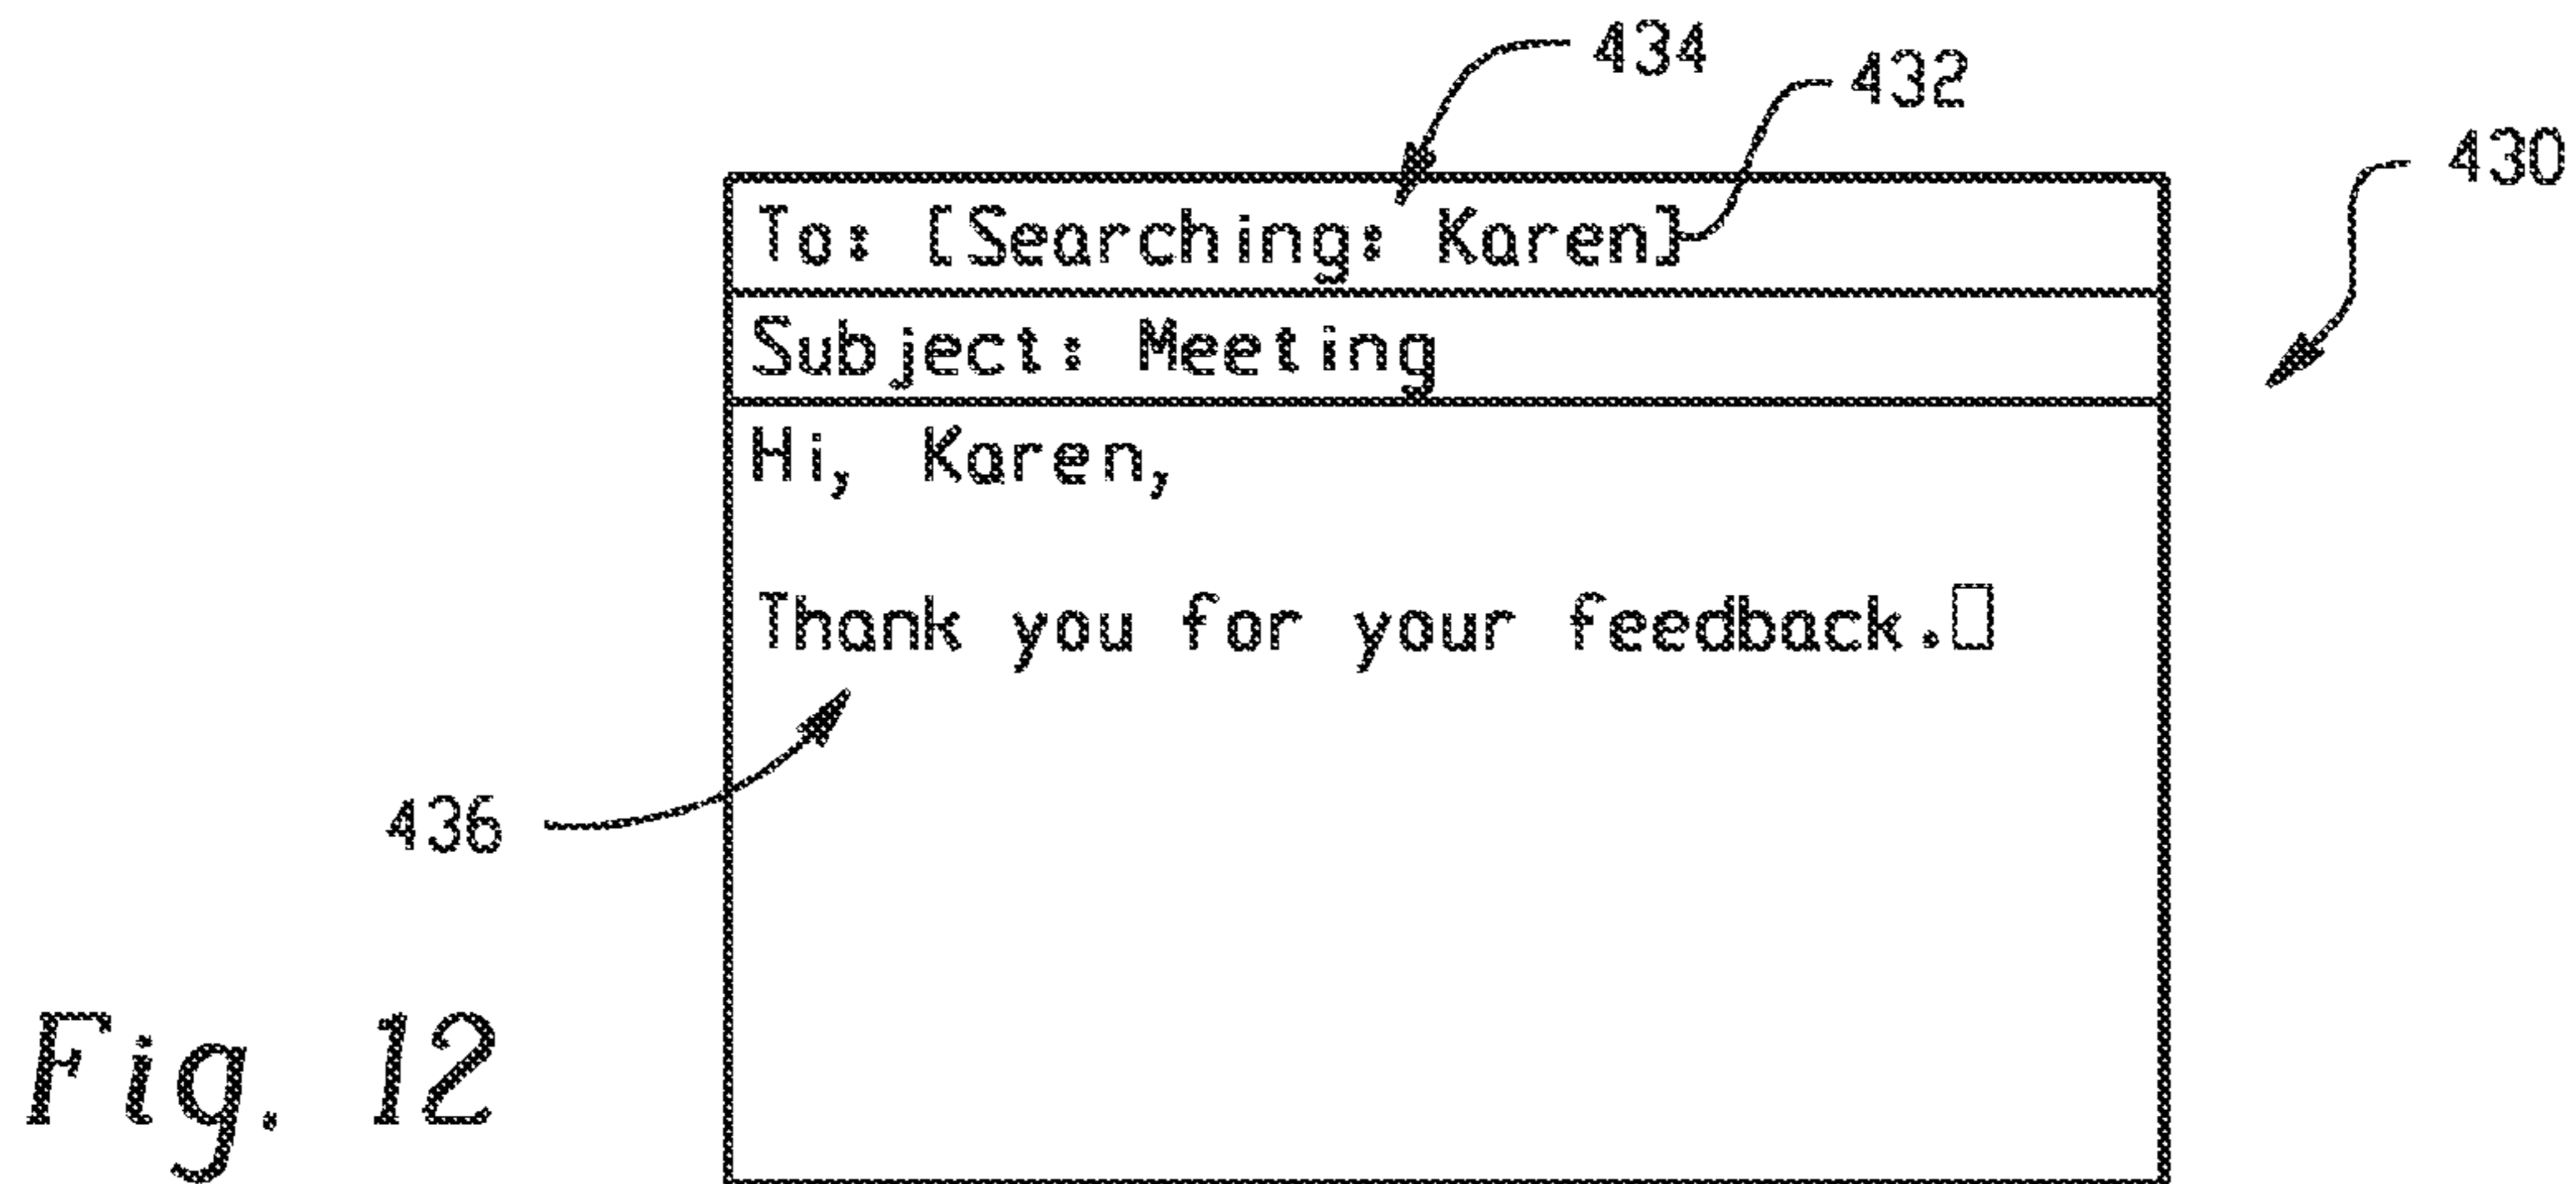 434
432
430
To: [Searching: Karen]
Subject: Meeting
Hi, Karen,
Thank you for your feedback.
436
Fig. 12